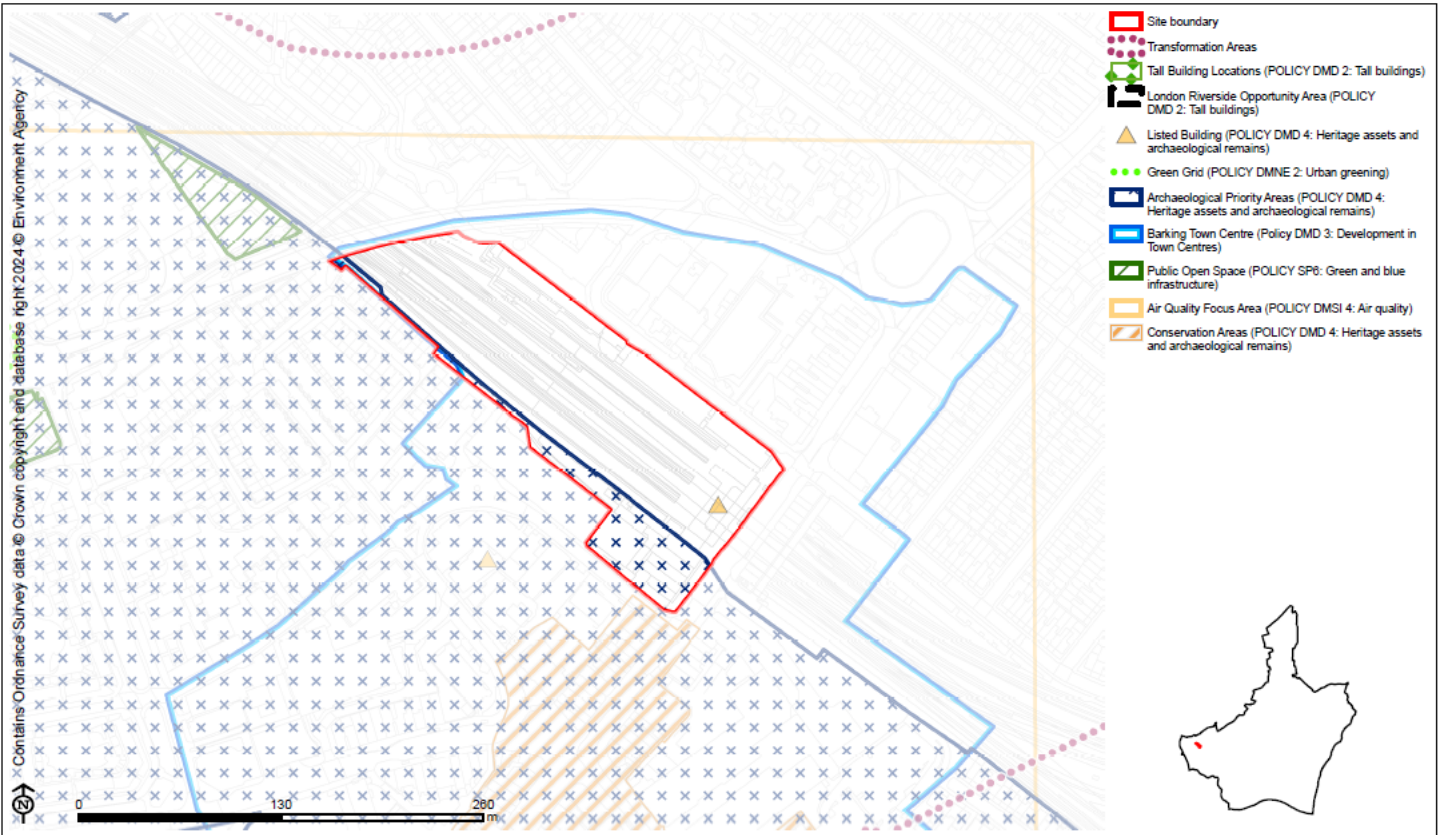 Site boundary
Transformation Areas
Tall Building Locations (POLICY DMD 2: Tall buildings)
London Riverside Opportunity Area (POLICY
DMD 2: Tall buildings)
Listed Building (POLICY DMD 4: Heritage assets and
archaeological remains)
Green Grid (POLICY DMNE 2: Urban greening)
Archaeological Priority Areas (POLICY DMD 4:
Heritage assets and archaeological remains)
Barking Town Centre (Policy DMD 3: Development in
Town Centres)
Public Open Space (POLICY SP6: Green and blue
infrastructure)
Air Quality Focus Area (POLICY DMSI 4: Air quality)
Conservation Areas (POLICY DMD 4: Heritage assets
and archaeological remains)
Contains Ordnance Survey data © Crown copyright and database right 2024 © Environment Agency
N
0 130 260
m